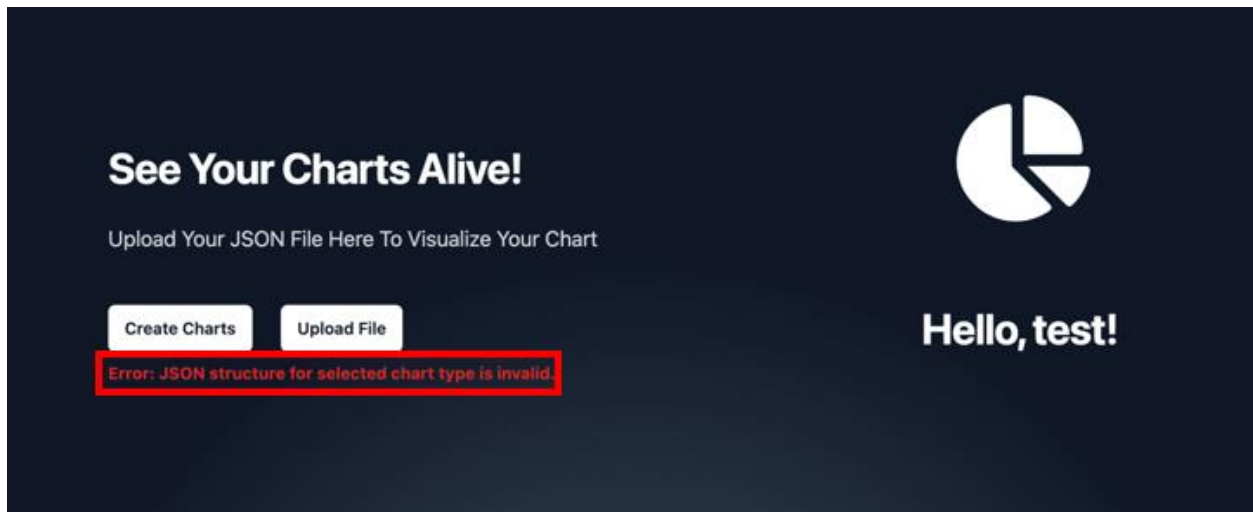 See Your Charts Alive!
Upload Your JSON File Here To Visualize Your Chart
Create Charts
Upload File
Error: JSON structure for selected chart type is invalid.
Hello, test!